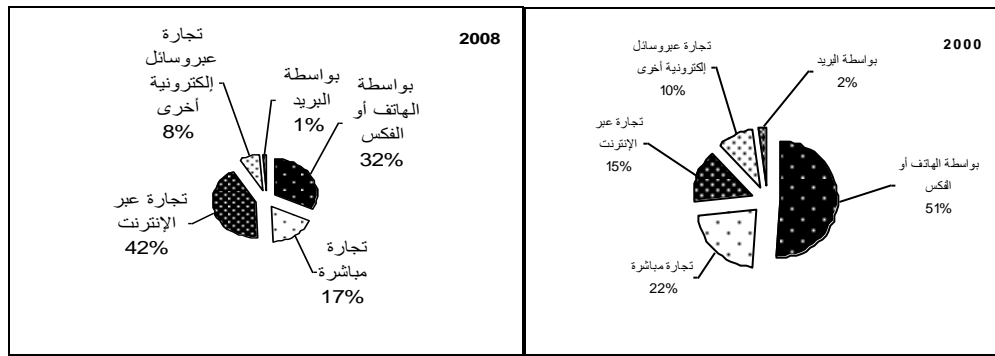 2008
تجارة
عبروسائل
إلكترونية
أخرى
8%
بواسطة
البريد
1%
بواسطة
الهاتف أو
الفكس
32%
تجارة عبر
الإنترنت
42%
تجارة
مباشرة
17%
2000
تجارة عبروسائل
إلكترونية أخرى
10%
بواسطة البريد
2%
تجارة عبر
الإنترنت
15%
بواسطة الهاتف أو
الفكس
51%
تجارة مباشرة
22%